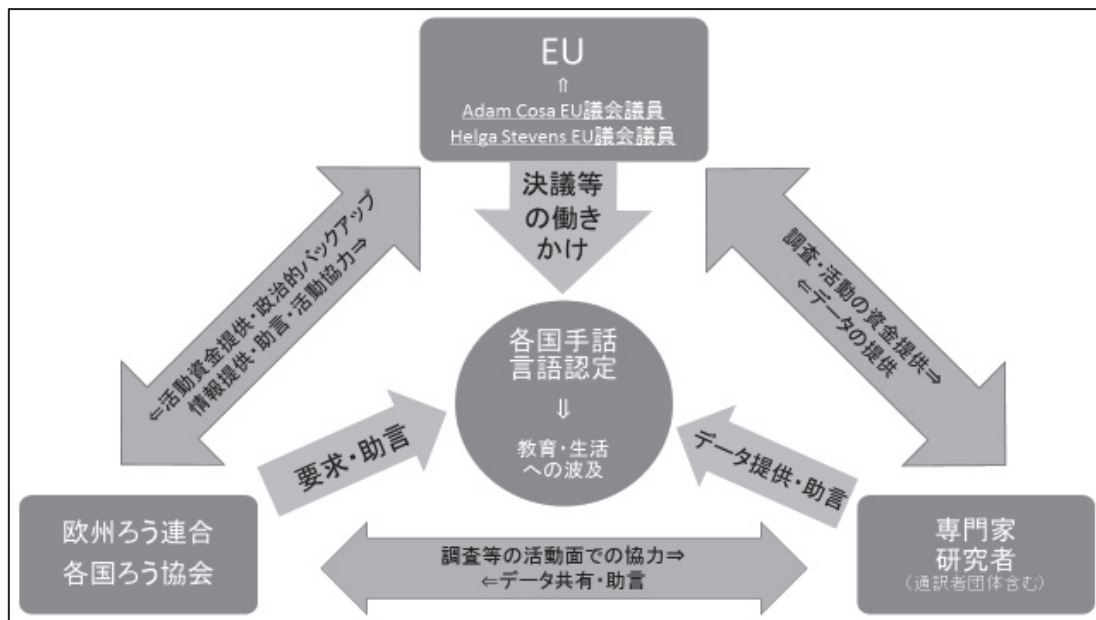 EU
⇑
Adam Cosa EU議会議員
Helga Stevens EU議会議員
決議等
の働き
かけ
⇐活動資金提供・政治的バックアップ
情報提供・助言・活動協力⇒
調査・活動の資金提供⇒
⇐データの提供
各国手話
言語認定
⇓
教育・生活
への波及
要求・助言
データ提供・助言
欧州ろう連合
各国ろう協会
調査等の活動面での協力⇒
⇐データ共有・助言
専門家
研究者
（通訳者団体含む）